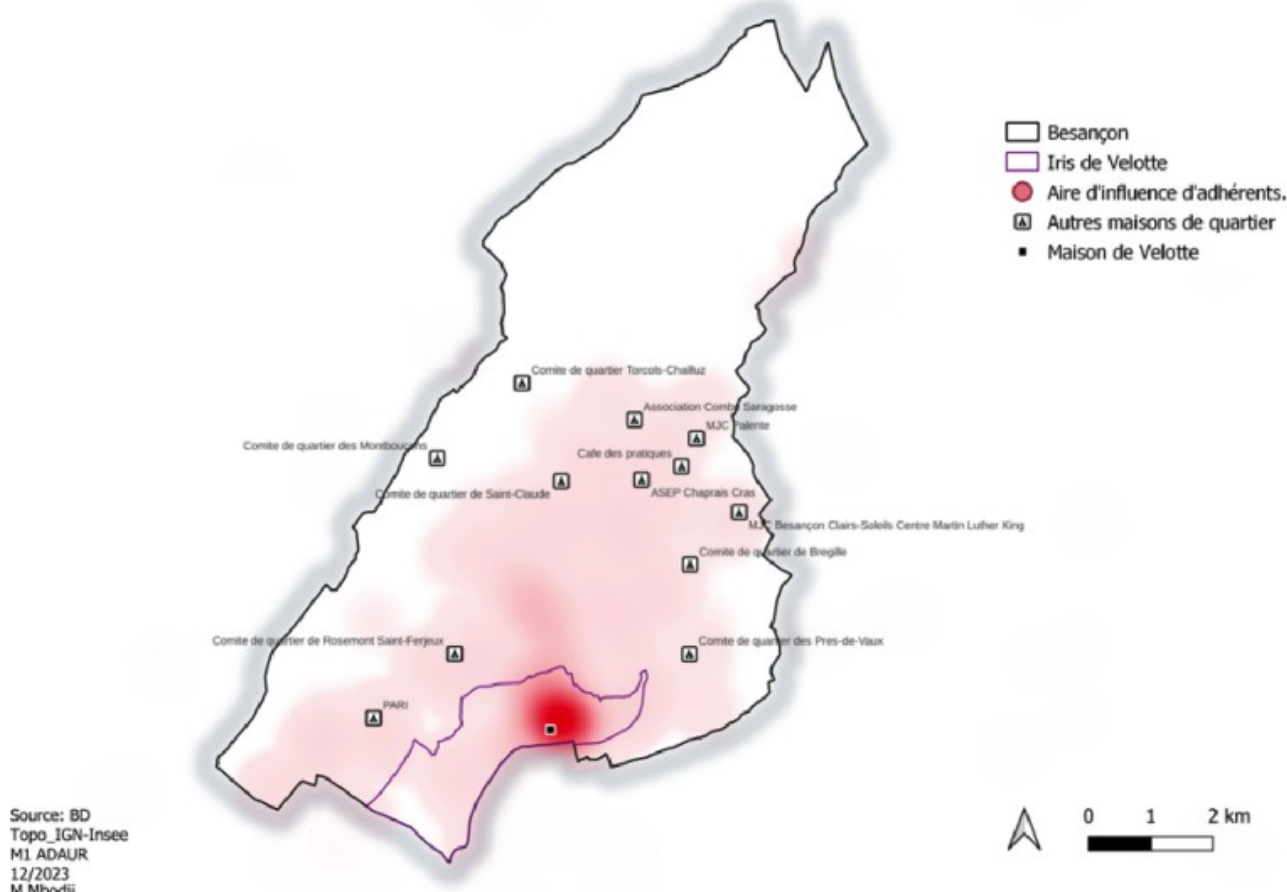 Besançon
Iris de Velotte
Aire d'influence d'adhérents.
Autres maisons de quartier
Maison de Velotte
Comite de quartier Torcols-Chailluz
Association Combe Saragosse
MJC Palente
Comite de quartier des Montboucons
Cafe des pratiques
Comite de quartier de Saint-Claude
ASEP Chaprais Cras
MJC Besançon Clairs-Soleils Centre Martin Luther King
Comite de quartier de Bregille
Comite de quartier de Rosemont Saint-Ferjeux
Comite de quartier des Pres-de-Vaux
PARI
Source: BD
Topo_IGN-Insee
M1 ADAUR
12/2023
M.Mbodji
0 1 2 km